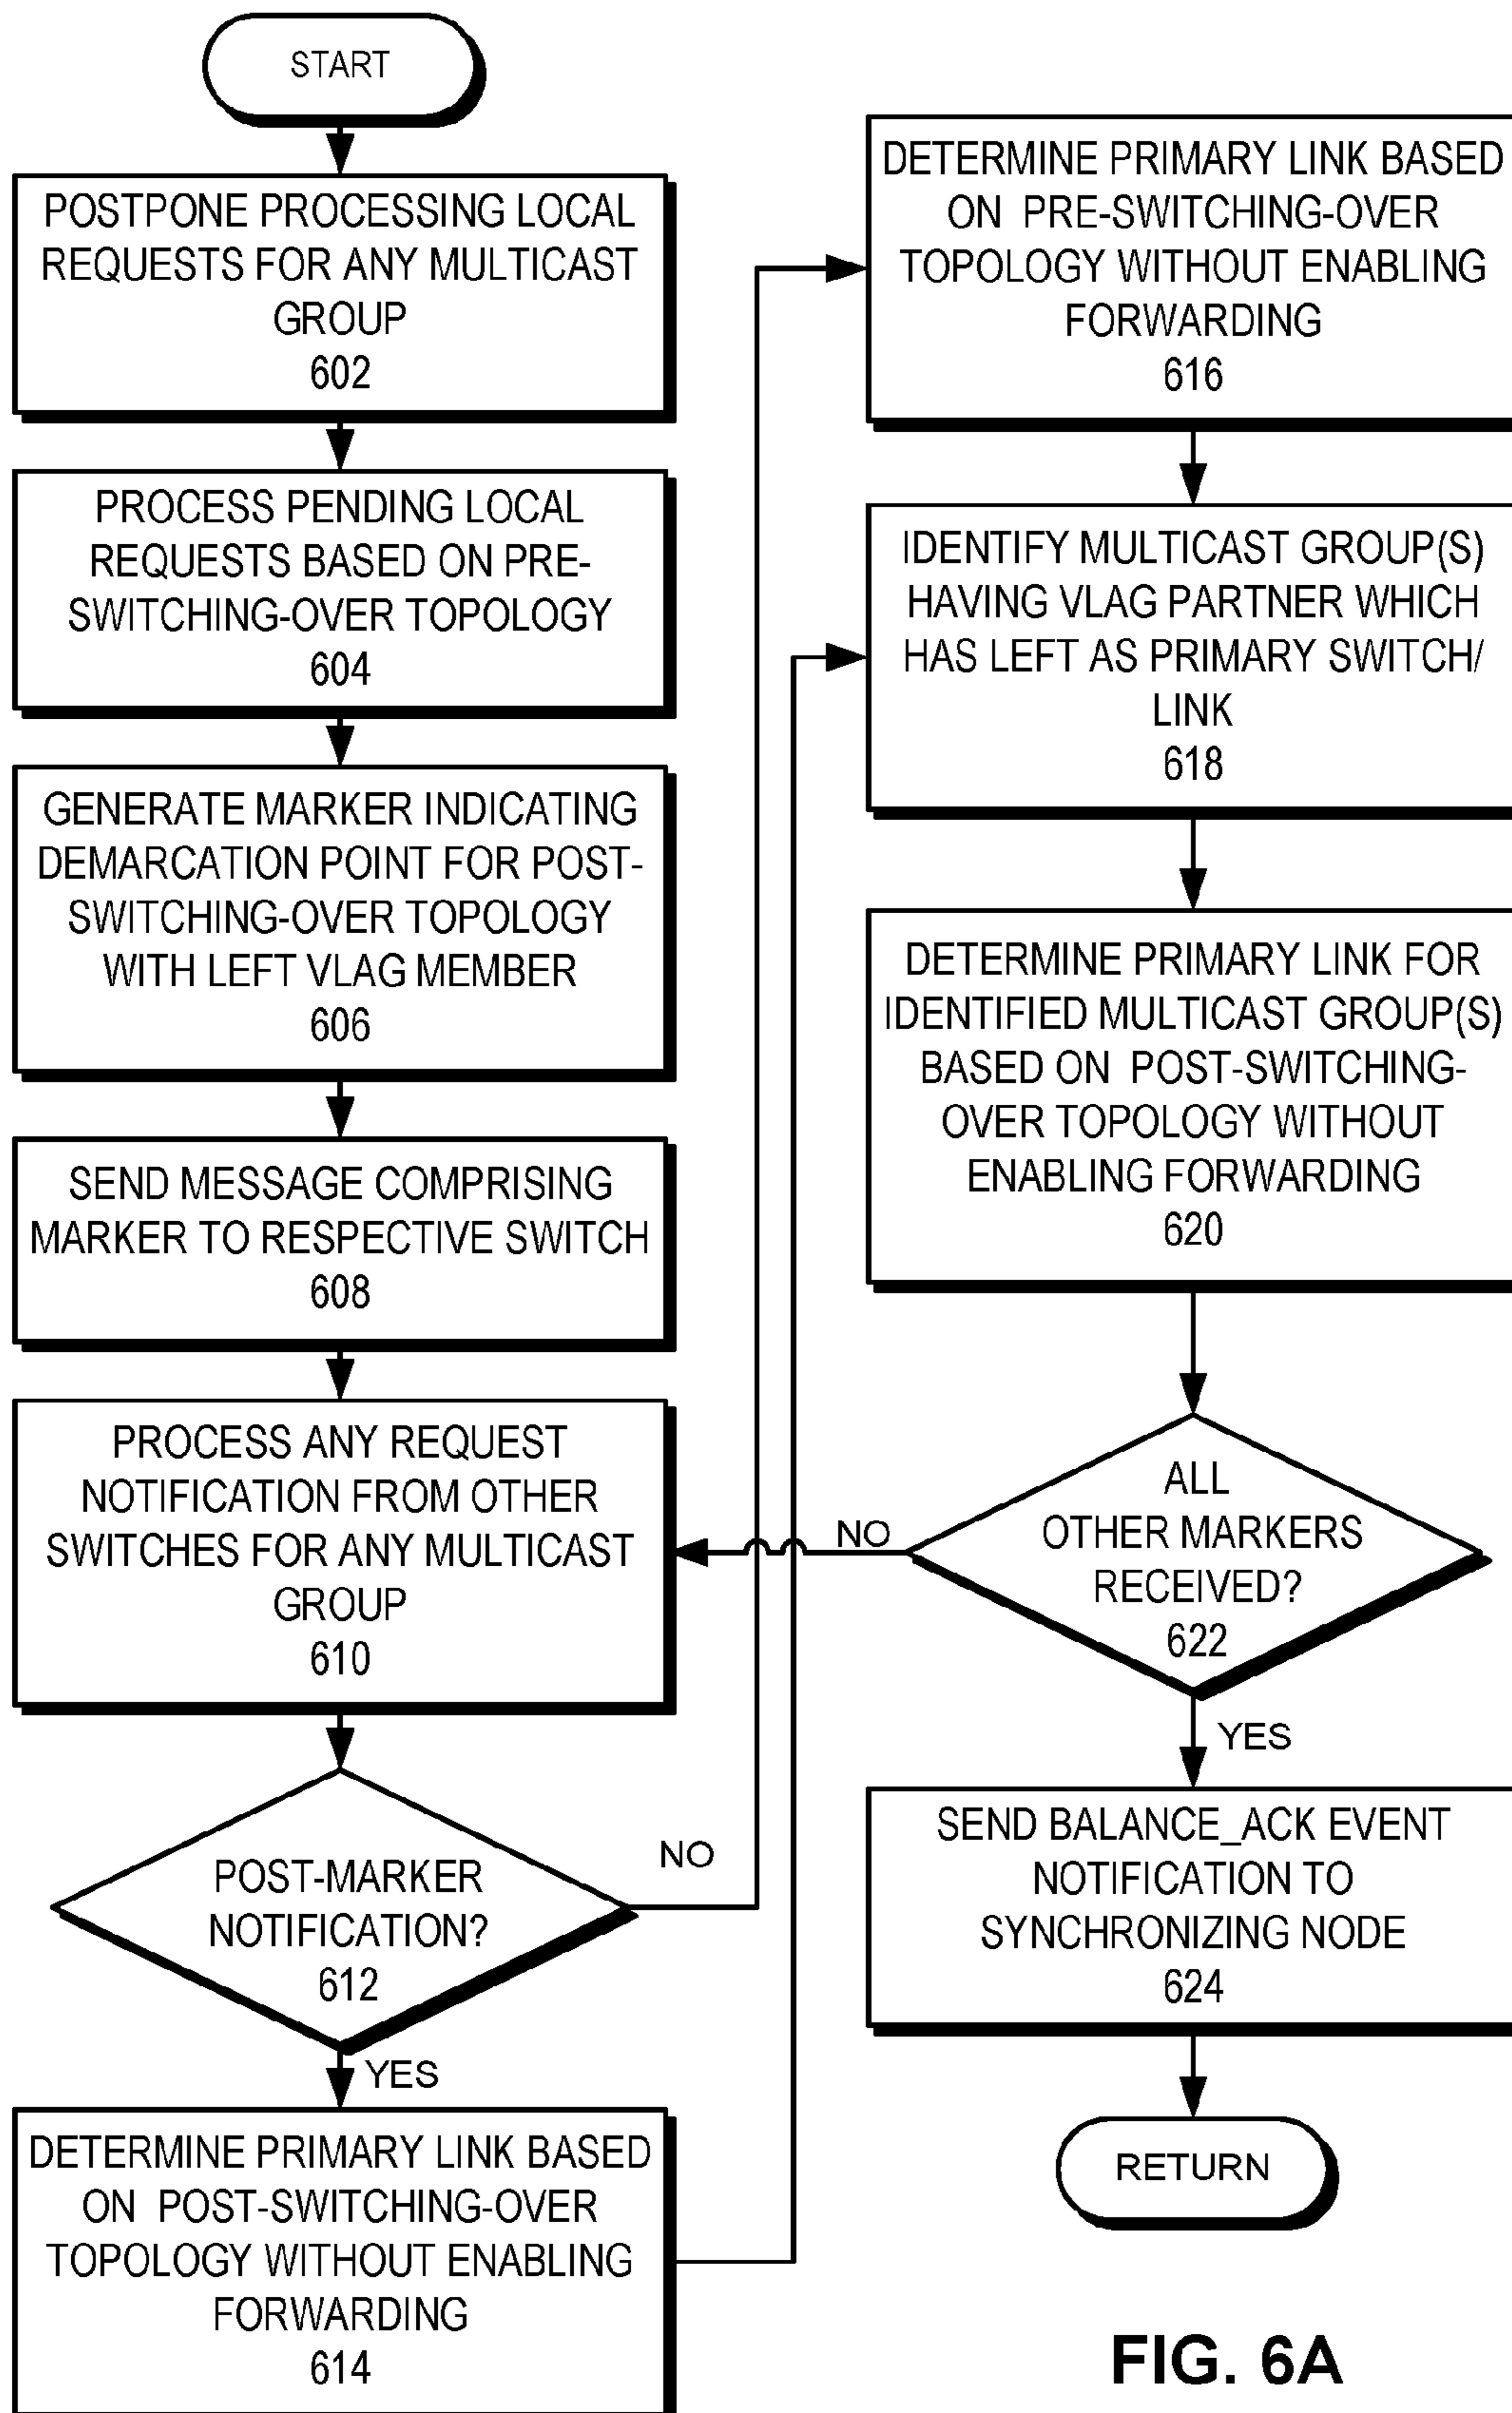 START
POSTPONE PROCESSING LOCAL
REQUESTS FOR ANY MULTICAST
GROUP
602
PROCESS PENDING LOCAL
REQUESTS BASED ON PRE-
SWITCHING-OVER TOPOLOGY
604
GENERATE MARKER INDICATING
DEMARCATION POINT FOR POST-
SWITCHING-OVER TOPOLOGY
WITH LEFT VLAG MEMBER
606
SEND MESSAGE COMPRISING
MARKER TO RESPECTIVE SWITCH
608
PROCESS ANY REQUEST
NOTIFICATION FROM OTHER
SWITCHES FOR ANY MULTICAST
GROUP
610
POST-MARKER
NOTIFICATION?
612
NO
YES
DETERMINE PRIMARY LINK BASED
ON POST-SWITCHING-OVER
TOPOLOGY WITHOUT ENABLING
FORWARDING
614
DETERMINE PRIMARY LINK BASED
ON PRE-SWITCHING-OVER
TOPOLOGY WITHOUT ENABLING
FORWARDING
616
IDENTIFY MULTICAST GROUP(S)
HAVING VLAG PARTNER WHICH
HAS LEFT AS PRIMARY SWITCH/
LINK
618
DETERMINE PRIMARY LINK FOR
IDENTIFIED MULTICAST GROUP(S)
BASED ON POST-SWITCHING-
OVER TOPOLOGY WITHOUT
ENABLING FORWARDING
620
ALL
OTHER MARKERS
RECEIVED?
622
NO
YES
SEND BALANCE_ACK EVENT
NOTIFICATION TO
SYNCHRONIZING NODE
624
RETURN
FIG. 6A